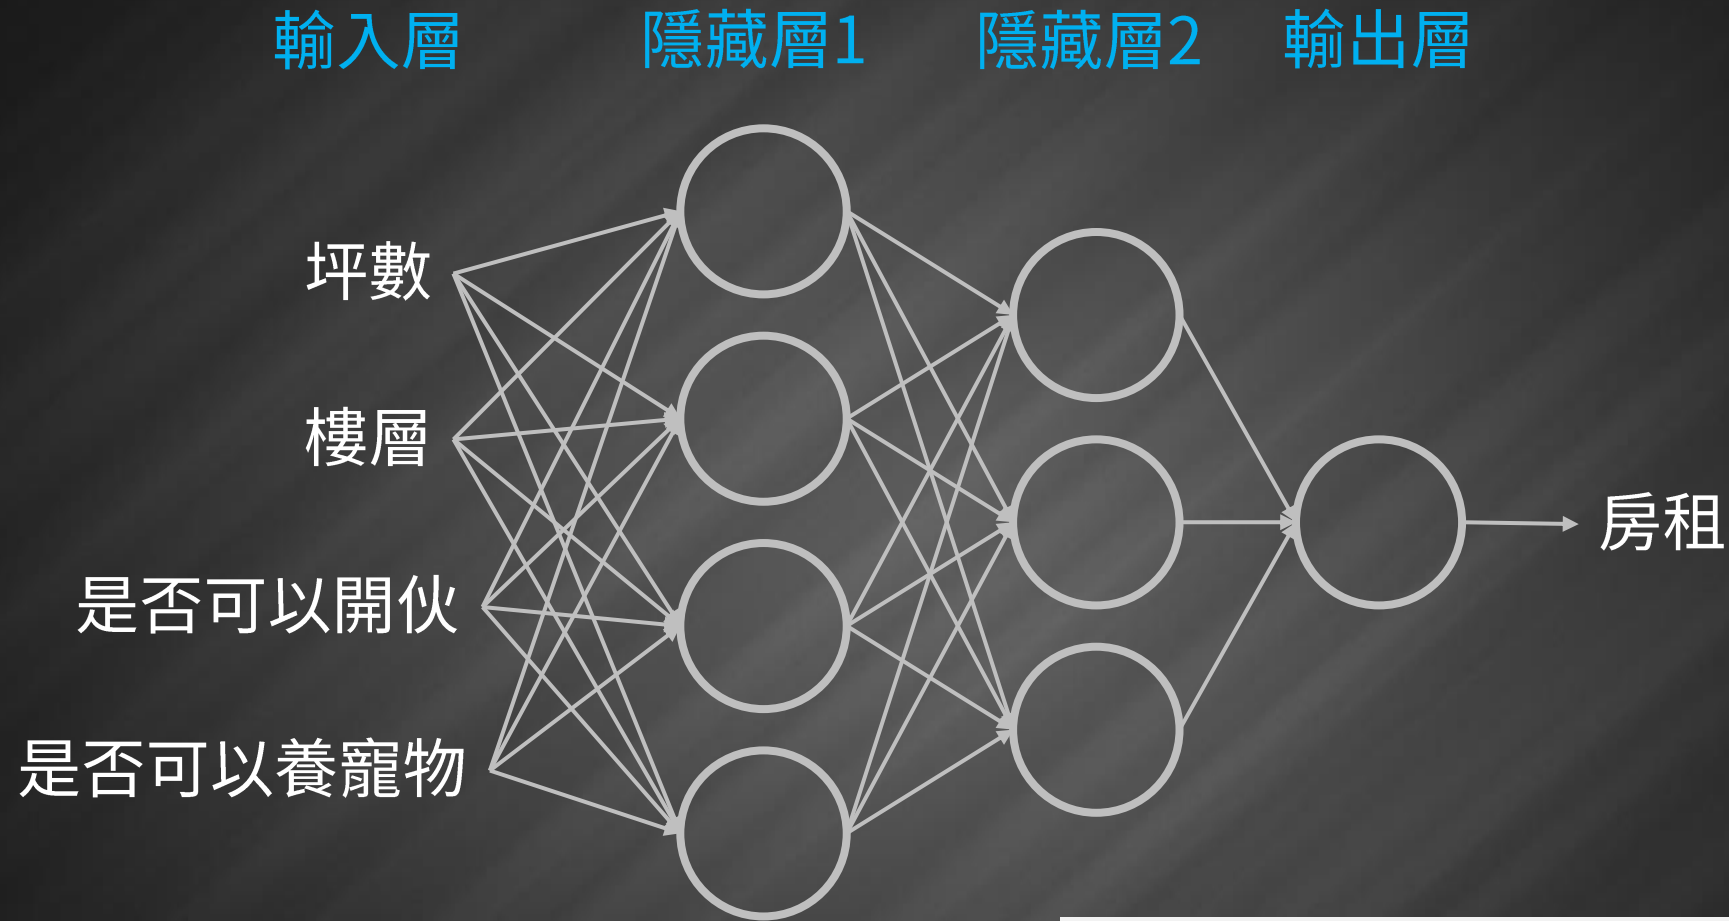 輸入層
隱藏層1
隱藏層2
輸出層
坪數
樓層
是否可以開伙
是否可以養寵物
房租